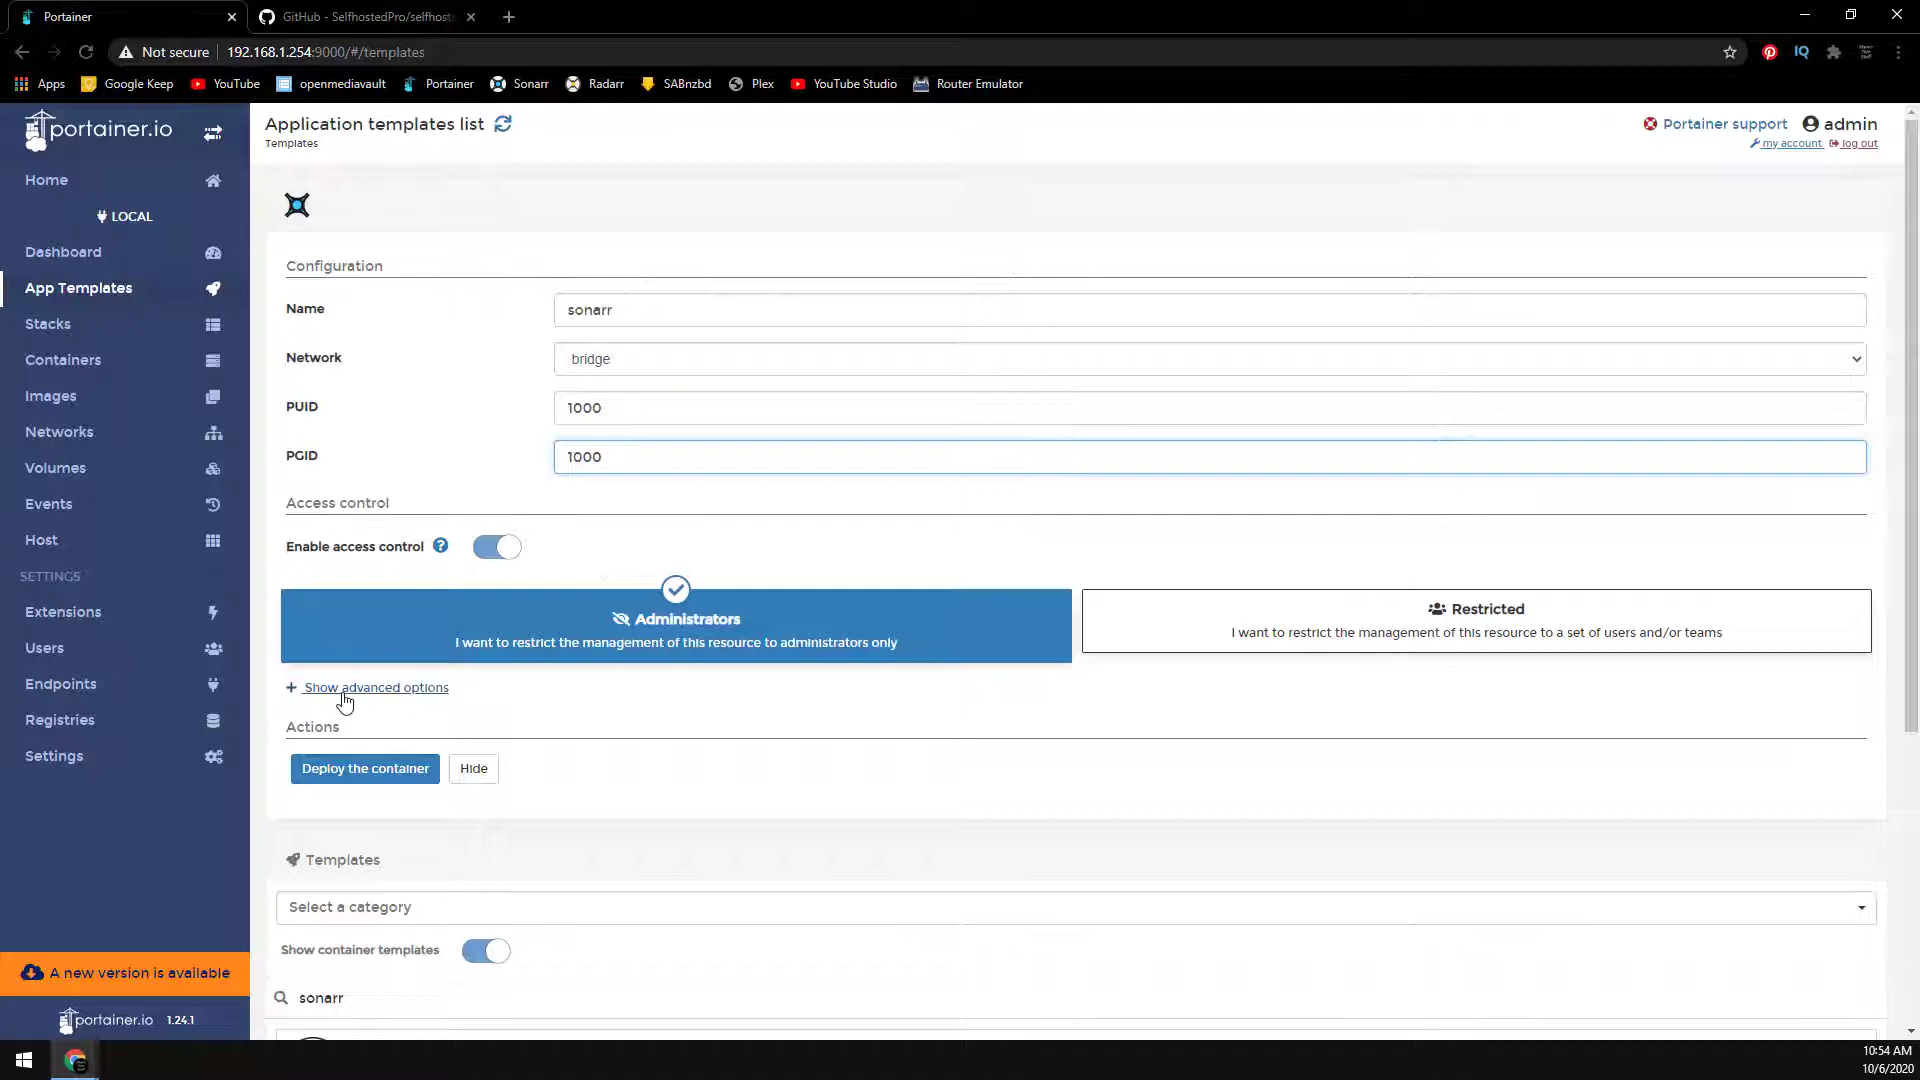 Portainer
GitHub - SelfhostedPro/selfhoste
Not secure
192.168.1.254:9000/#/templates
Apps
Google Keep
YouTube
openmediavault
Portainer
Sonarr
Radarr
SABnzbd
Plex
YouTube Studio
Router Emulator
portainer.io
Home
LOCAL
Dashboard
App Templates
Stacks
Containers
Images
Networks
Volumes
Events
Host
SETTINGS
Extensions
Users
Endpoints
Registries
Settings
A new version is available
portainer.io 1.24.1
Application templates list
Templates
Portainer support
admin
my account
log out
Configuration
Name
sonarr
Network
bridge
PUID
1000
PGID
1000
Access control
Enable access control
Administrators
I want to restrict the management of this resource to administrators only
Restricted
I want to restrict the management of this resource to a set of users and/or teams
+ Show advanced options
Actions
Deploy the container
Hide
Templates
Select a category
Show container templates
sonarr
10:54 AM
10/6/2020